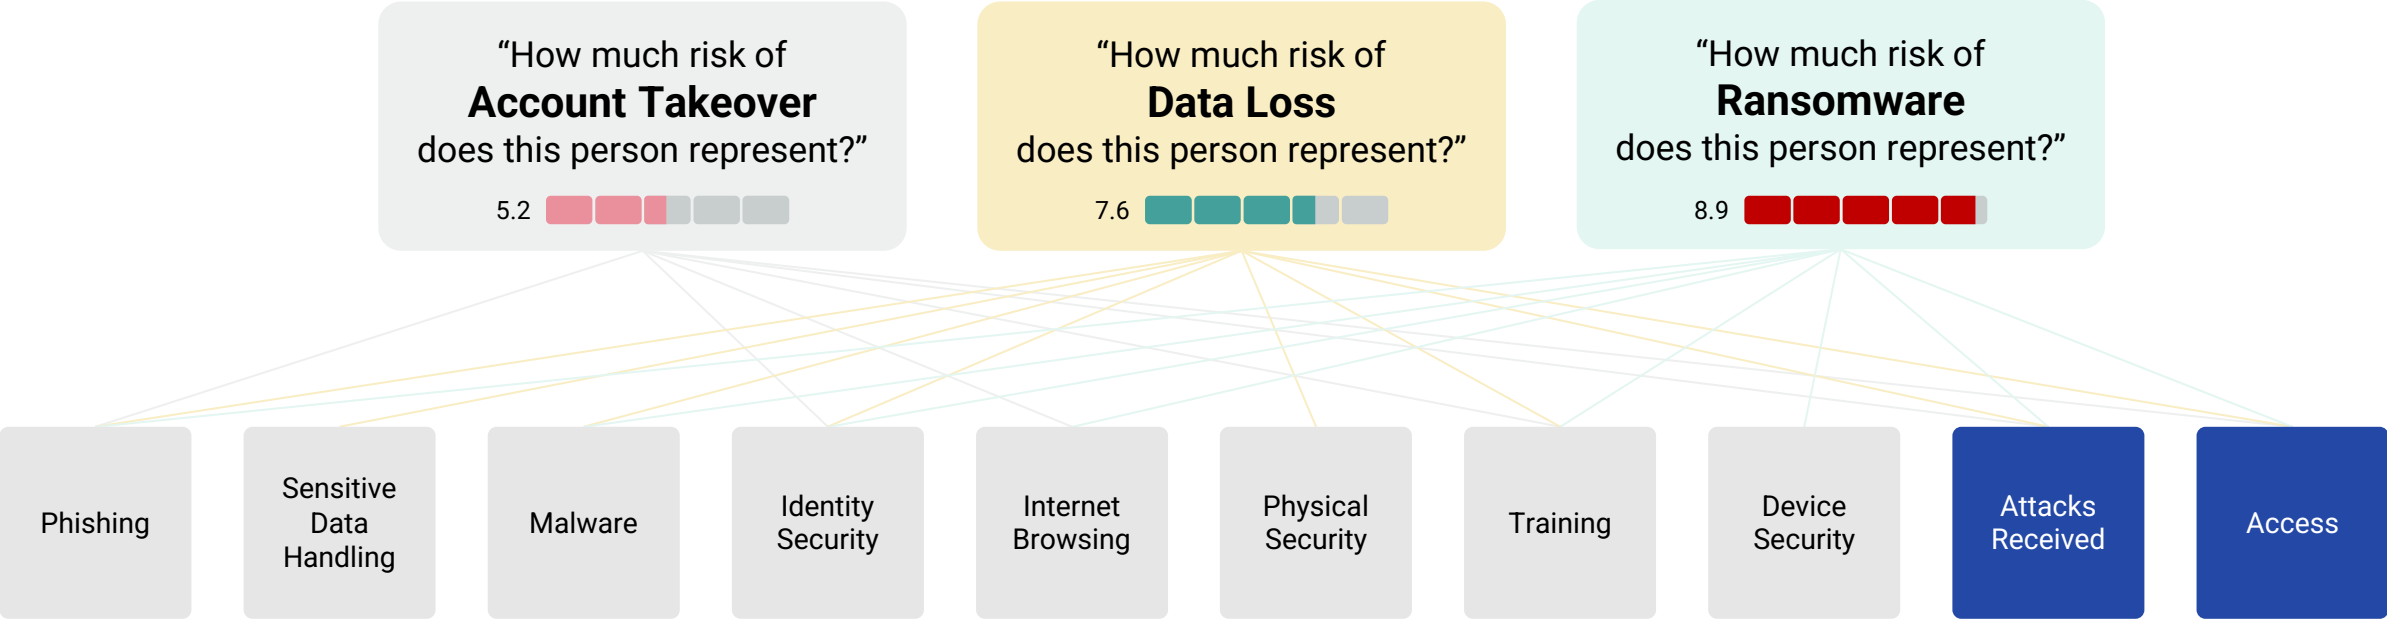 “How much risk of
Account Takeover
does this person represent?”
5.2
“How much risk of
Data Loss
does this person represent?”
7.6
“How much risk of
Ransomware
does this person represent?”
8.9
Phishing
Sensitive
Data
Handling
Malware
Identity
Security
Internet
Browsing
Physical
Security
Training
Device
Security
Attacks
Received
Access